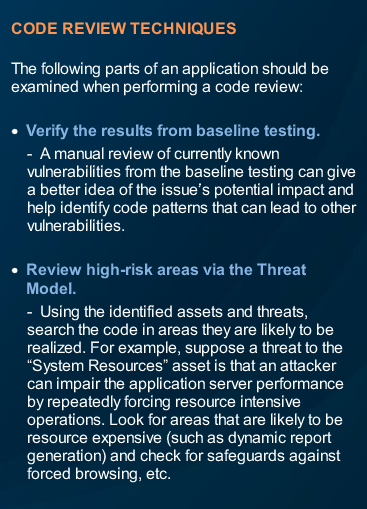 CODE REVIEW TECHNIQUES
The following parts of an application should be
examined when performing a code review:
• Verify the results from baseline testing.
- A manual review of currently known
vulnerabilities from the baseline testing can give
a better idea of the issue’s potential impact and
help identify code patterns that can lead to other
vulnerabilities.
• Review high-risk areas via the Threat
Model.
- Using the identified assets and threats,
search the code in areas they are likely to be
realized. For example, suppose a threat to the
“System Resources” asset is that an attacker
can impair the application server performance
by repeatedly forcing resource intensive
operations. Look for areas that are likely to be
resource expensive (such as dynamic report
generation) and check for safeguards against
forced browsing, etc.